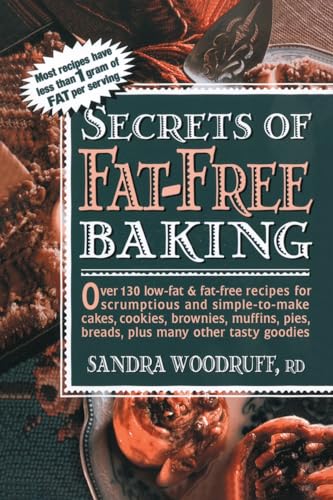 Most recipes have
less than 1 gram of
FAT per serving
SECRETS OF
FAT-FREE
BAKING
Over 130 low-fat & fat-free recipes for
scrumptious and simple-to-make
cakes, cookies, brownies, muffins, pies,
breads, plus many other tasty goodies
SANDRA WOODRUFF, RD